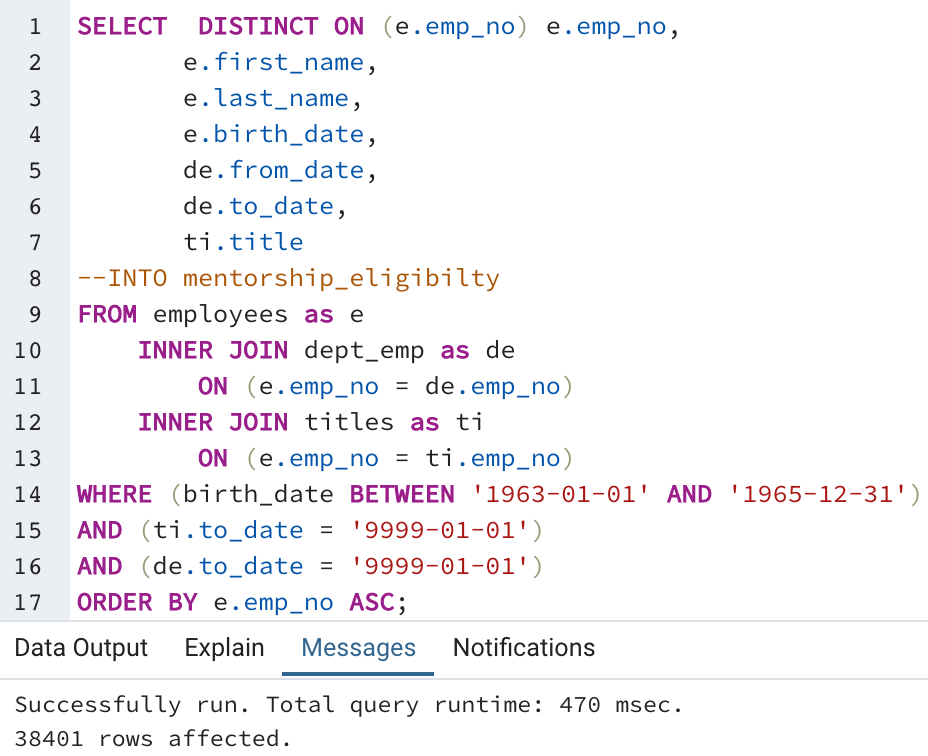 1 SELECT  DISTINCT ON (e.emp_no) e.emp_no,
2        e.first_name,
3        e.last_name,
4        e.birth_date,
5        de.from_date,
6        de.to_date,
7        ti.title
8 --INTO mentorship_eligibilty
9 FROM employees as e
10     INNER JOIN dept_emp as de
11         ON (e.emp_no = de.emp_no)
12     INNER JOIN titles as ti
13         ON (e.emp_no = ti.emp_no)
14 WHERE (birth_date BETWEEN '1963-01-01' AND '1965-12-31')
15 AND (ti.to_date = '9999-01-01')
16 AND (de.to_date = '9999-01-01')
17 ORDER BY e.emp_no ASC;
Data Output Explain Messages Notifications
Successfully run. Total query runtime: 470 msec.
38401 rows affected.